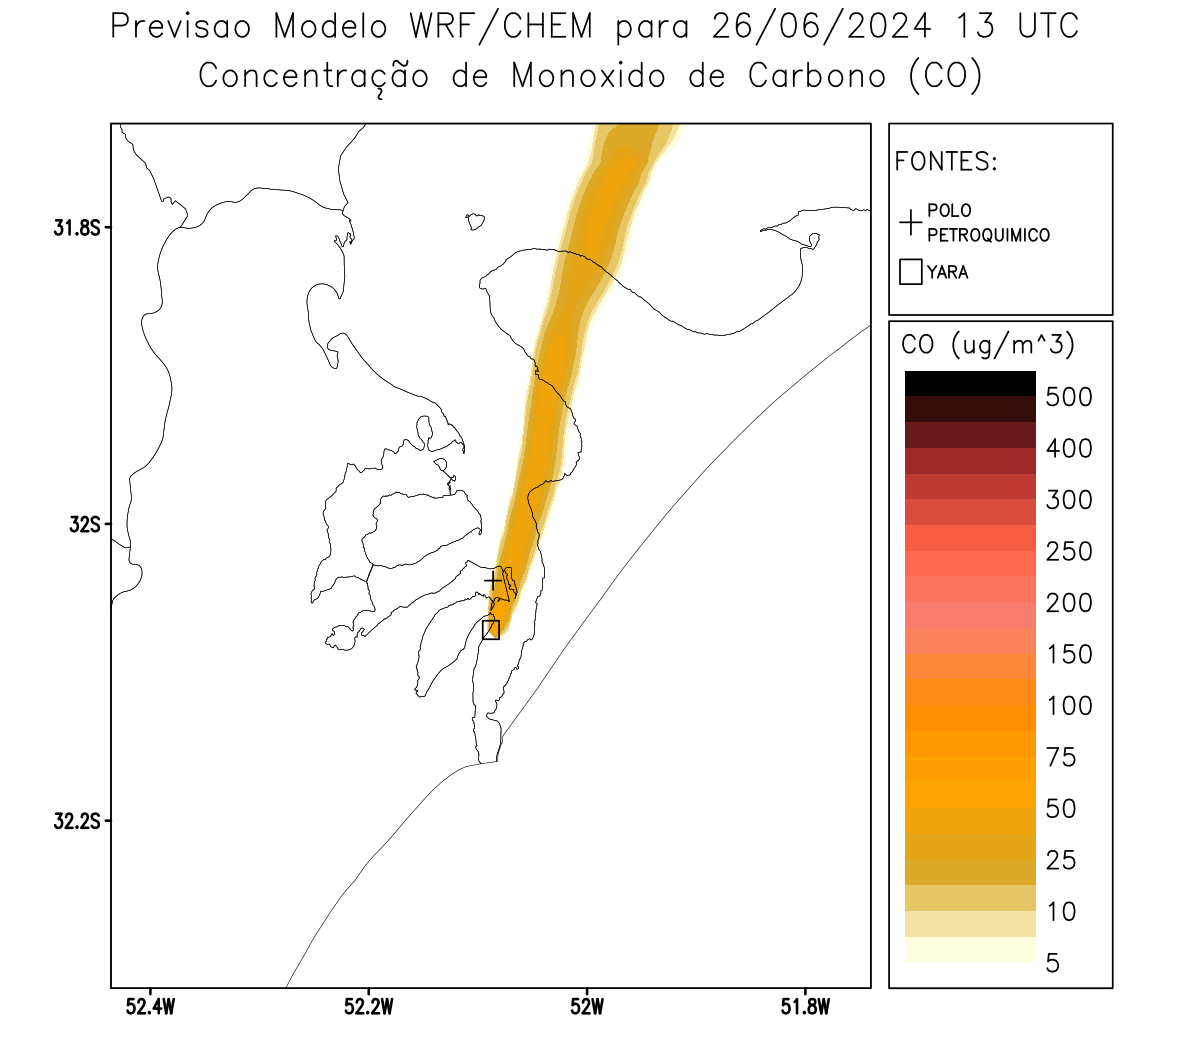 Previsao Modelo WRF/CHEM para 26/06/2024 13 UTC
Concentração de Monoxido de Carbono (CO)
FONTES:
POLO
PETROQUIMICO
YARA
CO (ug/m^3)
500
400
300
250
200
150
100
75
50
25
10
5
31.8S
32S
32.2S
52.4W
52.2W
52W
51.8W